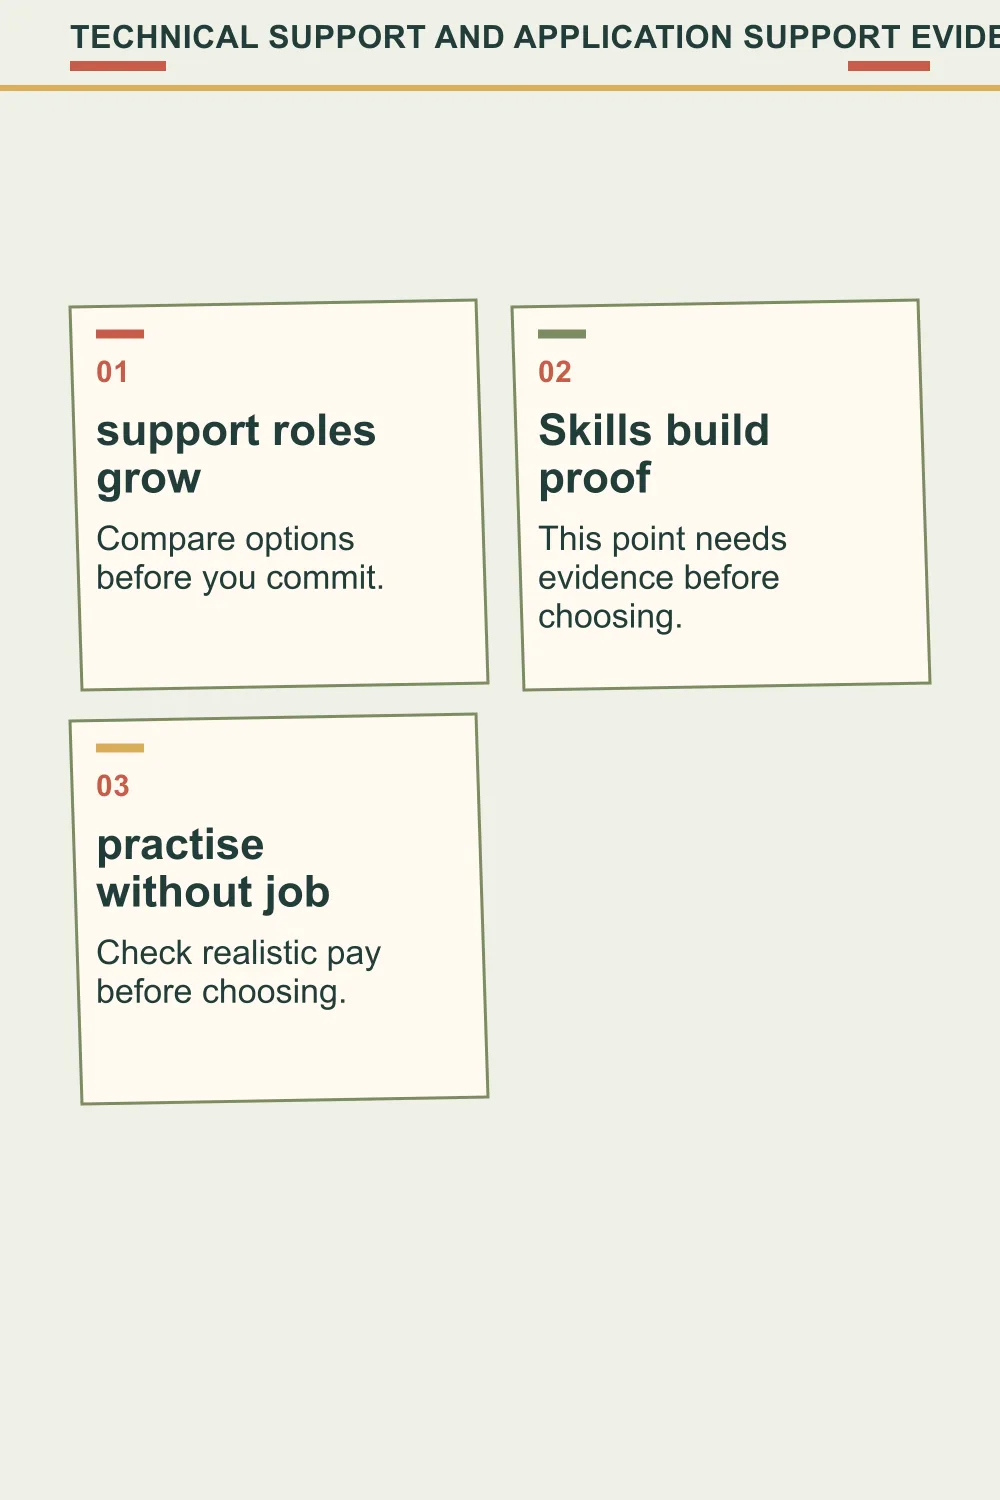 TECHNICAL SUPPORT AND APPLICATION SUPPORT EVIDE
01
support roles
grow
Compare options
before you commit.
02
Skills build
proof
This point needs
evidence before
choosing.
03
practise
without job
Check realistic pay
before choosing.